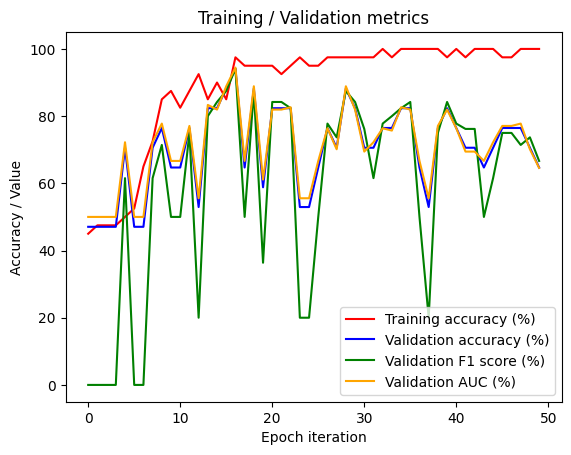 Training / Validation metrics
Accuracy / Value
100
80
60
40
20
0
Training accuracy (%)
Validation accuracy (%)
Validation F1 score (%)
Validation AUC (%)
0 10 20 30 40 50
Epoch iteration